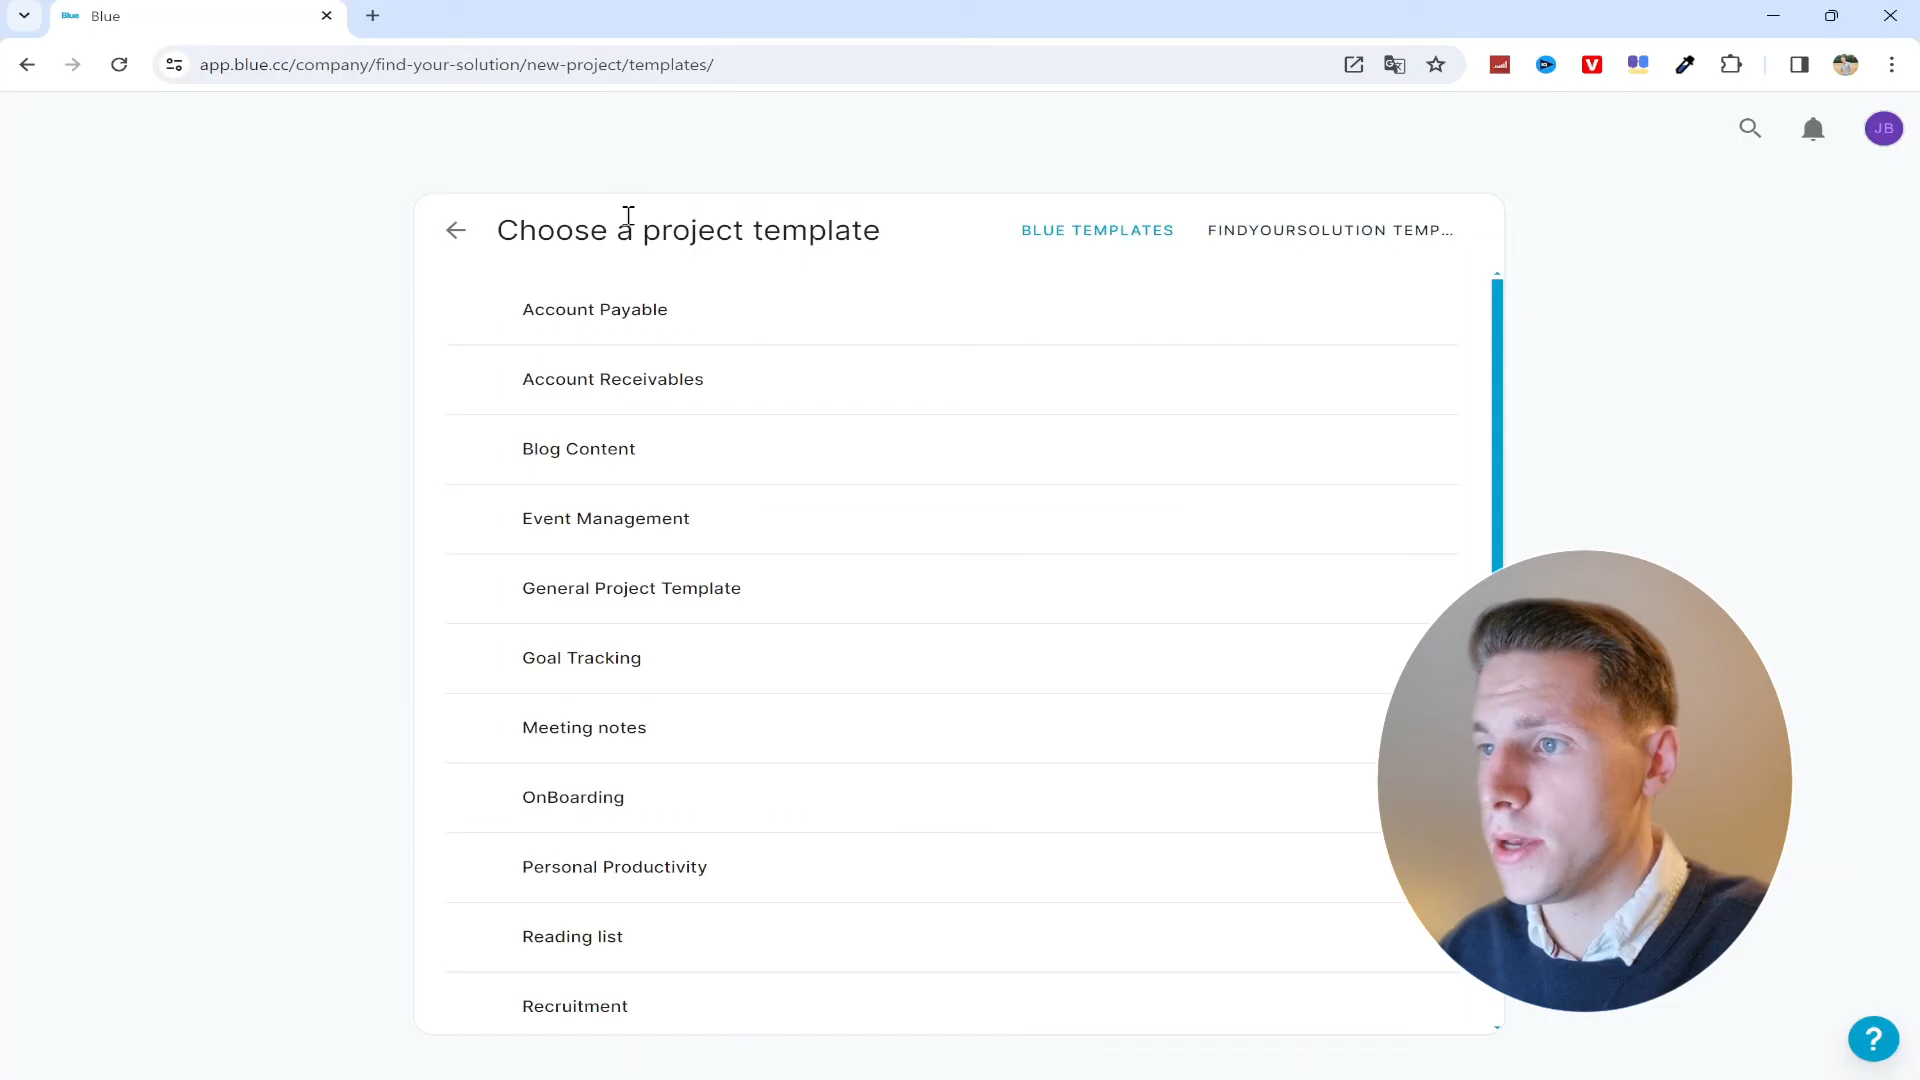 Blue
Blue
app.blue.cc/company/find-your-solution/new-project/templates/
V
JB
Choose a project template
BLUE TEMPLATES
FINDYOURSOLUTION TEMP...
Account Payable
Account Receivables
Blog Content
Event Management
General Project Template
Goal Tracking
Meeting notes
OnBoarding
Personal Productivity
Reading list
Recruitment
?